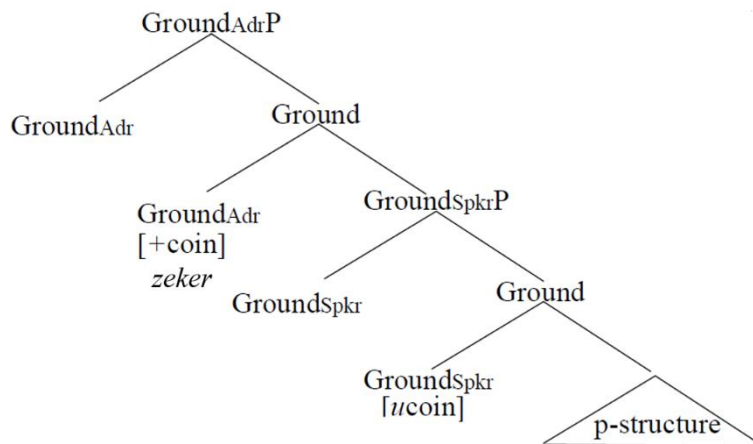 GroundAdrP
GroundAdr
Ground
GroundAdr
[+coin]
zeker
GroundSpkrP
GroundSpkr
Ground
GroundSpkr
[ucoin]
p-structure